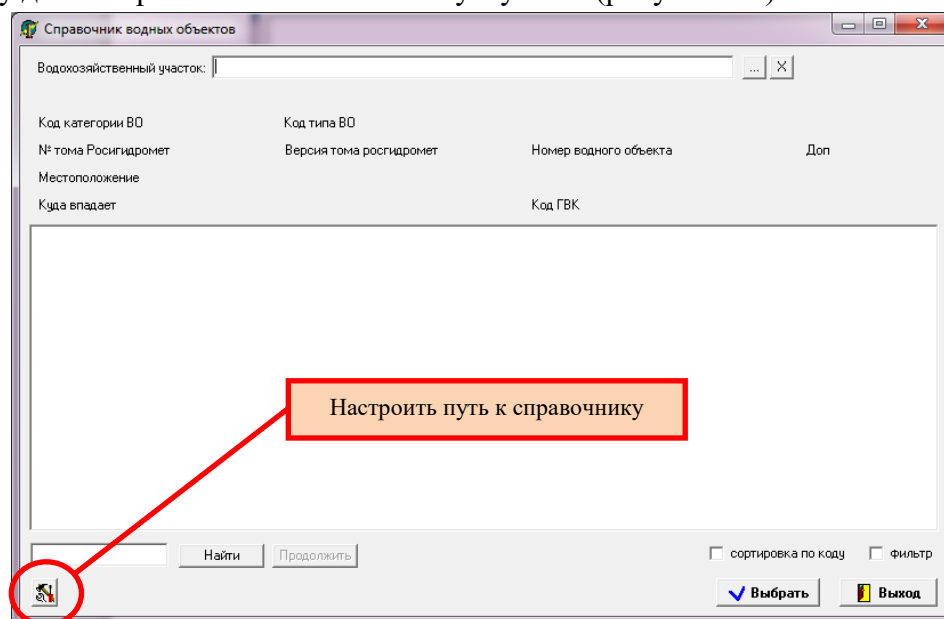 Справочник водных объектов
Водохозяйственный участок: ... X
Код категории ВО Код типа ВО
№ тома Росигидромет Версия тома росгидромет Номер водного объекта Доп
Местоположение
Куда впадает Код ГВК
Настроить путь к справочнику
Найти Продолжить сортировка по коду фильтр
Выбрать Выход